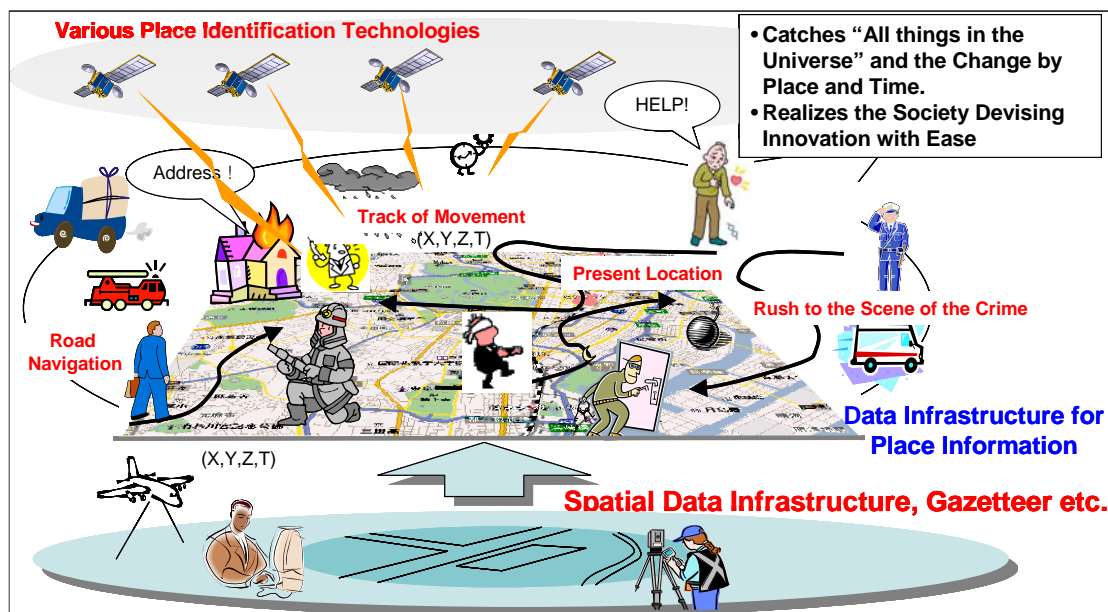 Various Place Identification Technologies
• Catches “All things in the
Universe” and the Change by
Place and Time.
• Realizes the Society Devising
Innovation with Ease
HELP!
Address !
Track of Movement
(X,Y,Z,T)
Present Location
Rush to the Scene of the Crime
Road
Navigation
Data Infrastructure for
Place Information
(X,Y,Z,T)
Spatial Data Infrastructure, Gazetteer etc.